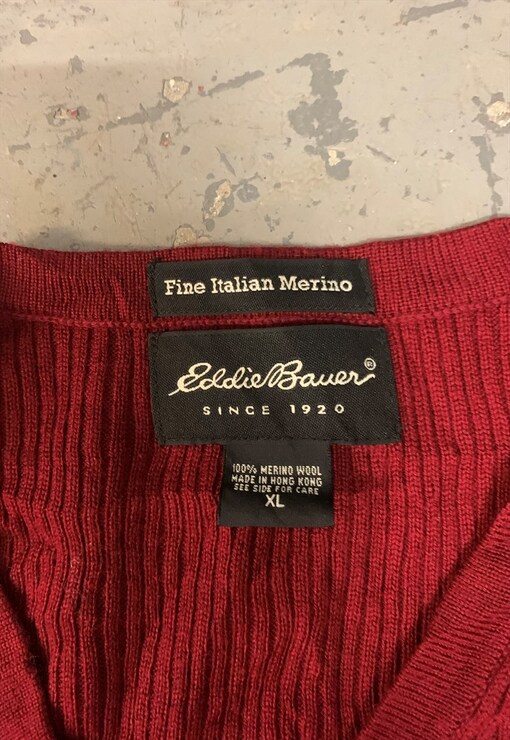 Fine Italian Merino
Eddie Bauer®
SINCE 1920
100% MERINO WOOL
MADE IN HONG KONG
SEE SIDE FOR CARE
XL